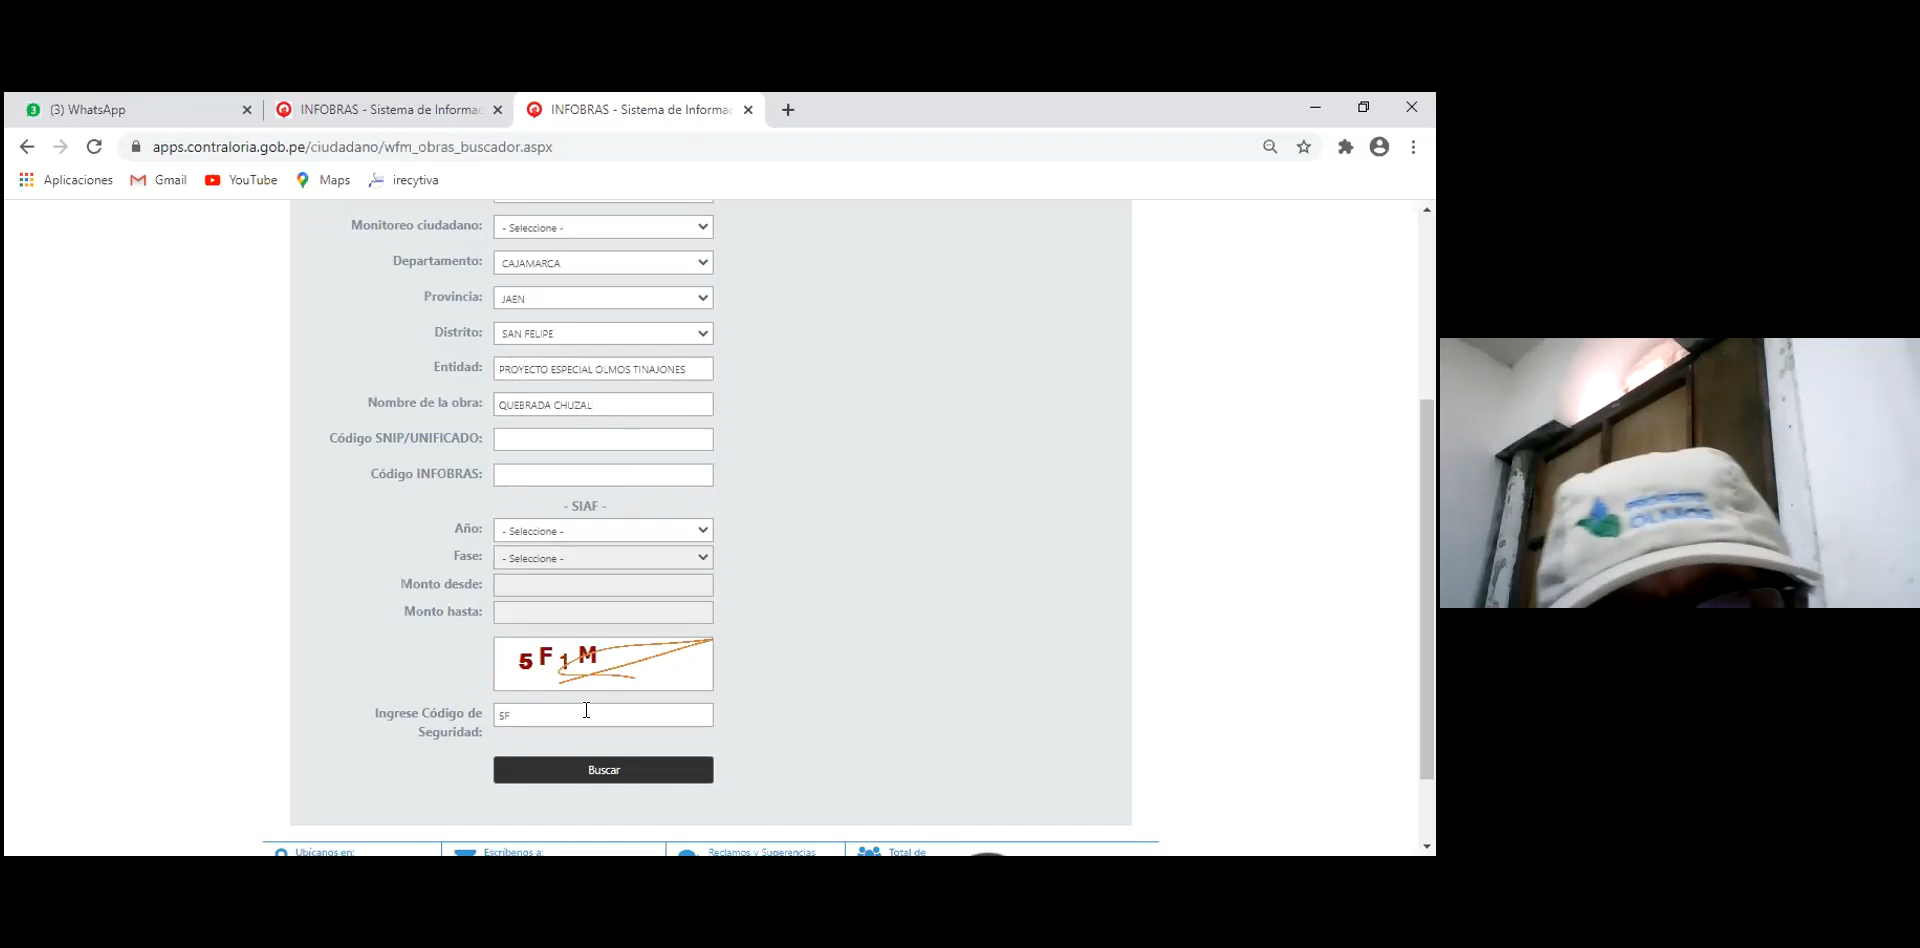 (3) WhatsApp
INFOBRAS - Sistema de Informac
INFOBRAS - Sistema de Informac
apps.contraloria.gob.pe/ciudadano/wfm_obras_buscador.aspx
Aplicaciones Gmail YouTube Maps irecytiva
Monitoreo ciudadano: - Seleccione -
Departamento: CAJAMARCA
Provincia: JAEN
Distrito: SAN FELIPE
Entidad: PROYECTO ESPECIAL OLMOS TINAJONES
Nombre de la obra: QUEBRADA CHUZAL
Código SNIP/UNIFICADO:
Código INFOBRAS:
- SIAF -
Año: - Seleccione -
Fase: - Seleccione -
Monto desde:
Monto hasta:
5F1M
Ingrese Código de
Seguridad:
5F
Buscar
Ubícanos en: Escríbenos a: Reclamos y Sugerencias Total de
OLMOS